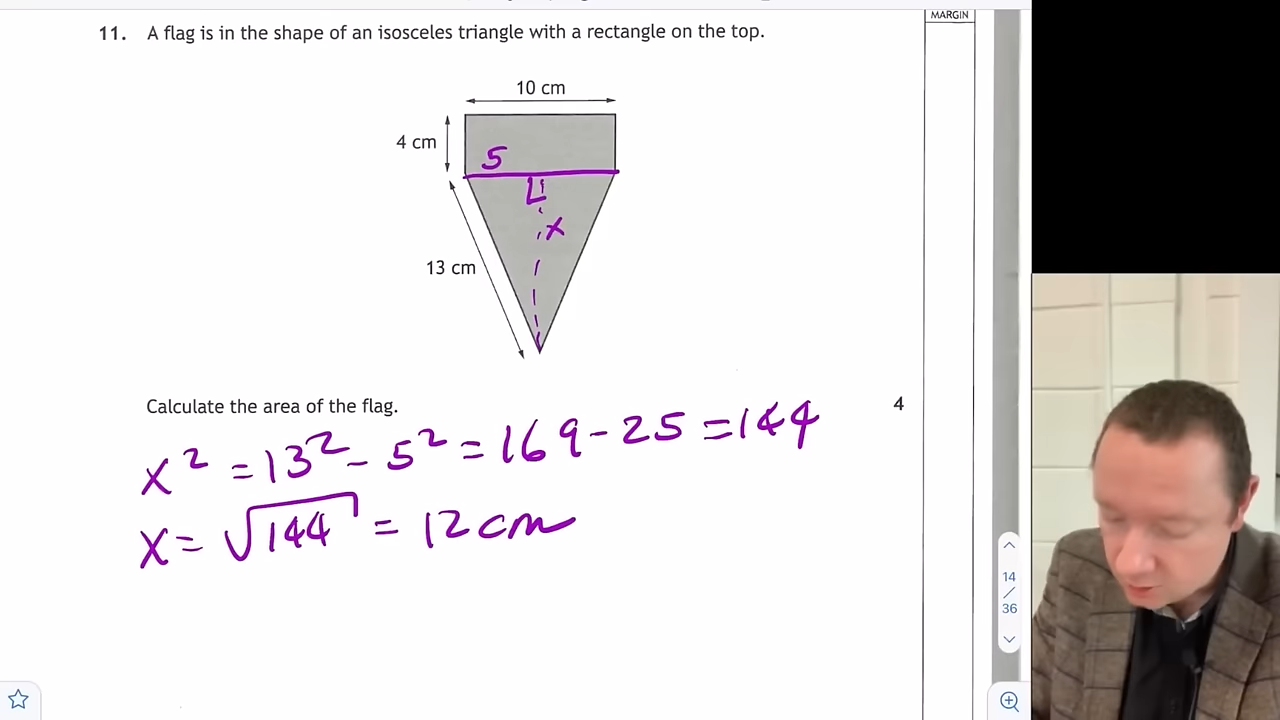 MARGIN
11. A flag is in the shape of an isosceles triangle with a rectangle on the top.
10 cm
4 cm
5
x
13 cm
Calculate the area of the flag.
4
x² = 13² - 5² = 169 - 25 = 144
x = √144 = 12 cm
14
/
36